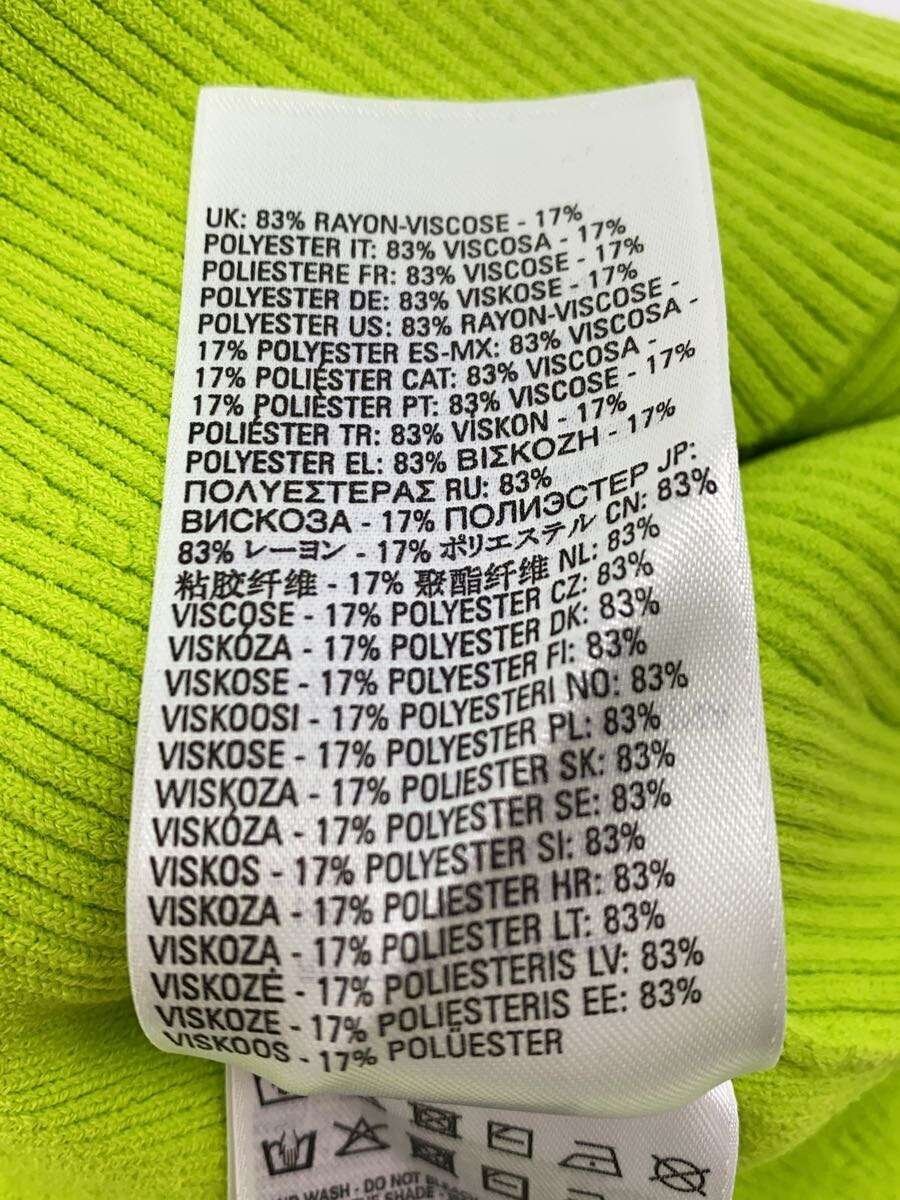 UK: 83% RAYON-VISCOSE - 17%
POLYESTER IT: 83% VISCOSA - 17%
POLIESTERE FR: 83% VISCOSE - 17%
POLYESTER DE: 83% VISKOSE - 17%
POLYESTER US: 83% RAYON-VISCOSE -
17% POLYESTER ES-MX: 83% VISCOSA -
17% POLIÉSTER CAT: 83% VISCOSA -
17% POLIÈSTER PT: 83% VISCOSE - 17%
POLIÉSTER TR: 83% VİSKON - 17%
POLYESTER EL: 83% ΒΙΣΚΟΖΗ - 17%
ΠΟΛΥΕΣΤΕΡΑΣ RU: 83%
ВИСКОЗА - 17% ПОЛИЭСТЕР JP:
83% レーヨン - 17% ポリエステル CN: 83%
粘胶纤维 - 17% 聚酯纤维 NL: 83%
VISCOSE - 17% POLYESTER CZ: 83%
VISKÓZA - 17% POLYESTER DK: 83%
VISKOSE - 17% POLYESTER FI: 83%
VISKOOSI - 17% POLYESTERI NO: 83%
VISKOSE - 17% POLYESTER PL: 83%
WISKOZA - 17% POLIESTER SK: 83%
VISKÓZA - 17% POLYESTER SE: 83%
VISKOS - 17% POLYESTER SI: 83%
VISKOZA - 17% POLIESTER HR: 83%
VISKOZA - 17% POLIESTER LT: 83%
VISKOZĖ - 17% POLIESTERIS LV: 83%
VISKOZE - 17% POLIESTERIS EE: 83%
VISKOOS - 17% POLÜESTER
WASH - DO NOT
SHADE -